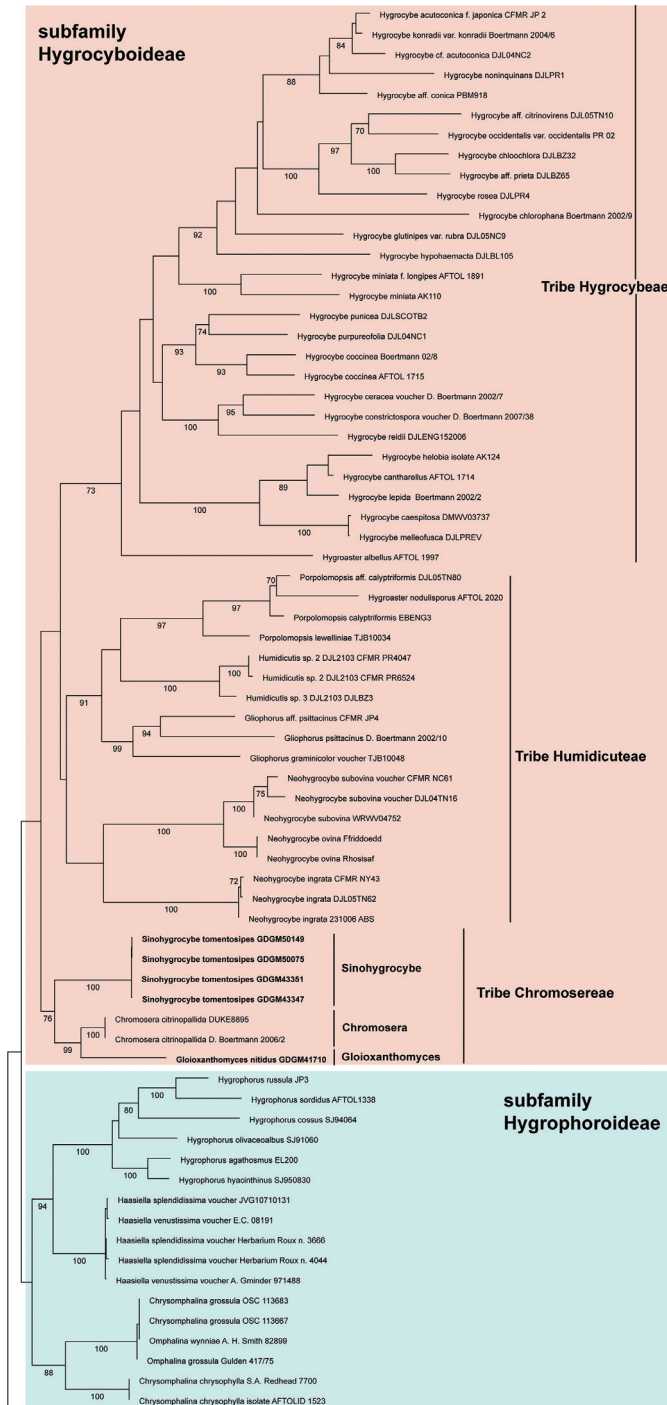 subfamily
Hygrocyboideae
Hygrocybe acutoconica f. japonica CFMR JP 2
Hygrocybe konradii var. konradii Boertmann 2004/6
84
Hygrocybe cf. acutoconica DJL04NC2
Hygrocybe noninquinans DJLPR1
88
Hygrocybe aff. conica PBM918
Hygrocybe aff. citrinovirens DJL05TN10
70
Hygrocybe occidentalis var. occidentalis PR 02
97
Hygrocybe chloochlora DJLBZ32
100
100
Hygrocybe aff. prieta DJLBZ65
Hygrocybe rosea DJLPR4
Hygrocybe chlorophana Boertmann 2002/9
92
Hygrocybe glutinipes var. rubra DJL05NC9
Hygrocybe hypohaemacta DJLBL105
Hygrocybe miniata f. longipes AFTOL 1891
Tribe Hygrocybeae
100
Hygrocybe miniata AK110
Hygrocybe punicea DJLSCOTB2
74
Hygrocybe purpureofolia DJL04NC1
93
Hygrocybe coccinea Boertmann 02/8
93
Hygrocybe coccinea AFTOL 1715
Hygrocybe ceracea voucher D. Boertmann 2002/7
95
Hygrocybe constrictospora voucher D. Boertmann 2007/38
100
Hygrocybe reidii DJLENG152006
Hygrocybe helobia isolate AK124
Hygrocybe cantharellus AFTOL 1714
89
Hygrocybe lepida Boertmann 2002/2
100
Hygrocybe caespitosa DMWV03737
100
Hygrocybe melleofusca DJLPREV
73
Hygroaster albellus AFTOL 1997
Porpolomopsis aff. calyptriformis DJL05TN80
70
Hygroaster nodulisporus AFTOL 2020
97
Porpolomopsis calyptriformis EBENG3
97
Porpolomopsis lewelliniae TJB10034
Humidicutis sp. 2 DJL2103 CFMR PR4047
100
Humidicutis sp. 2 DJL2103 CFMR PR6524
100
Humidicutis sp. 3 DJL2103 DJLBZ3
91
Gliophorus aff. psittacinus CFMR JP4
94
Gliophorus psittacinus D. Boertmann 2002/10
99
Gliophorus graminicolor voucher TJB10048
Tribe Humidicuteae
Neohygrocybe subovina voucher CFMR NC61
75
Neohygrocybe subovina voucher DJL04TN16
100
Neohygrocybe subovina WRWV04752
100
Neohygrocybe ovina Ffriddoedd
100
Neohygrocybe ovina Rhosisaf
72
Neohygrocybe ingrata CFMR NY43
Neohygrocybe ingrata DJL05TN62
100
Neohygrocybe ingrata 231006 ABS
Sinohygrocybe tomentosipes GDGM50149
Sinohygrocybe tomentosipes GDGM50075
Sinohygrocybe
100
Sinohygrocybe tomentosipes GDGM43351
Tribe Chromosereae
Sinohygrocybe tomentosipes GDGM43347
76
Chromosera citrinopallida DUKE8895
100
Chromosera
Chromosera citrinopallida D. Boertmann 2006/2
99
Gloioxanthomyces nitidus GDGM41710
Gloioxanthomyces
subfamily
Hygrophoroideae
Hygrophorus russula JP3
100
Hygrophorus sordidus AFTOL1338
80
Hygrophorus cossus SJ94064
100
Hygrophorus olivaceoalbus SJ91060
Hygrophorus agathosmus EL200
100
Hygrophorus hyacinthinus SJ950830
94
Haasiella splendidissima voucher JVG10710131
Haasiella venustissima voucher E.C. 08191
Haasiella splendidissima voucher Herbarium Roux n. 3666
100
Haasiella splendidissima voucher Herbarium Roux n. 4044
Haasiella venustissima voucher A. Gminder 971488
Chrysomphalina grossula OSC 113683
Chrysomphalina grossula OSC 113667
Omphalina wynniae A. H. Smith 82899
100
Omphalina grossula Gulden 417/75
88
Chrysomphalina chrysophylla S.A. Redhead 7700
100
Chrysomphalina chrysophylla isolate AFTOLID 1523